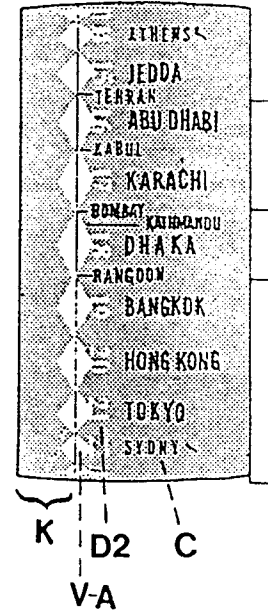 ATHENS
JEDDA
TEHRAN
ABU DHABI
KABUL
KARACHI
BOMBAY
KATHMANDU
DHAKA
RANGOON
BANGKOK
HONG KONG
TOKYO
SYDNY
K D2 C
V-A